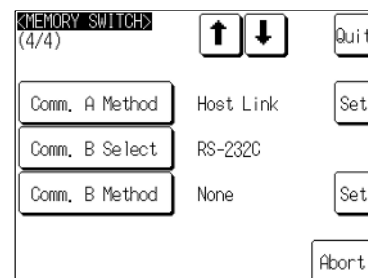 <MEMORY SWITCH>
(4/4)
Quit
Comm. A Method Host Link Set
Comm. B Select RS-232C
Comm. B Method None Set
Abort